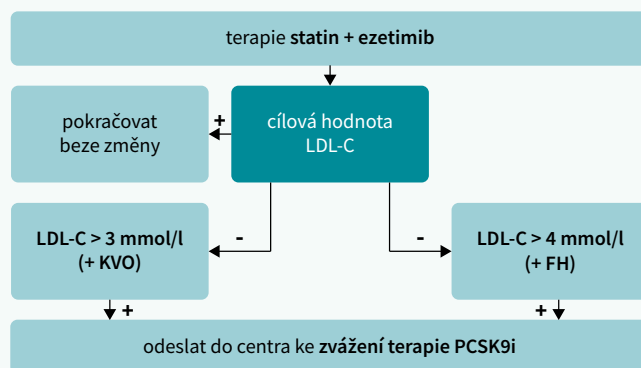 terapie statin + ezetimib
pokračovat
beze změny
+
cílová hodnota
LDL-C
LDL-C > 3 mmol/l
(+ KVO)
-
-
LDL-C > 4 mmol/l
(+ FH)
+
+
odeslat do centra ke zvážení terapie PCSK9i